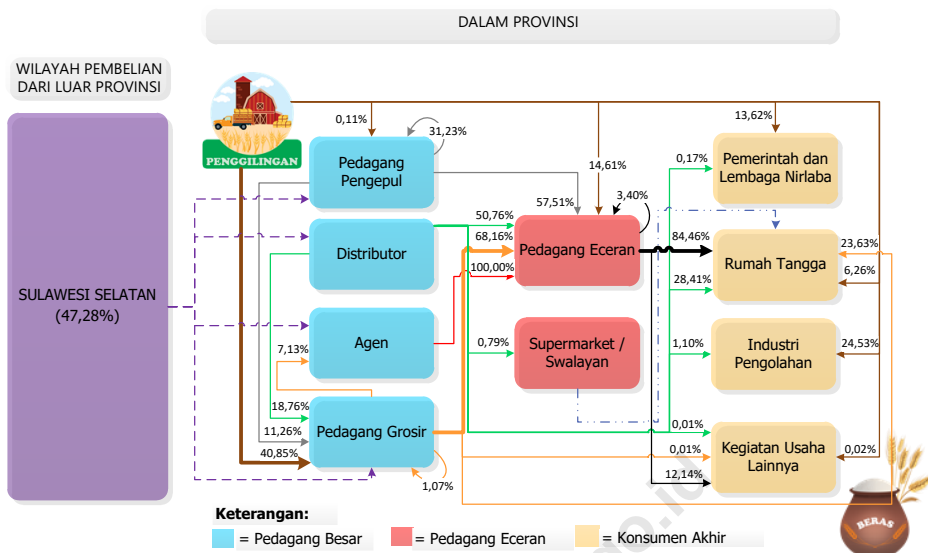 DALAM PROVINSI
WILAYAH PEMBELIAN
DARI LUAR PROVINSI
SULAWESI SELATAN
(47,28%)
PENGGILINGAN
0,11%
31,23%
14,61%
13,62%
Pedagang
Pengepul
0,17%
Pemerintah dan
Lembaga Nirlaba
57,51%
3,40%
50,76%
68,16%
100,00%
Distributor
Pedagang Eceran
84,46%
28,41%
Rumah Tangga
23,63%
6,26%
Agen
7,13%
0,79%
Supermarket /
Swalayan
1,10%
Industri
Pengolahan
24,53%
18,76%
11,26%
40,85%
Pedagang Grosir
1,07%
0,01%
0,01%
12,14%
Kegiatan Usaha
Lainnya
0,02%
BERAS
Keterangan:
= Pedagang Besar
= Pedagang Eceran
= Konsumen Akhir
go.id